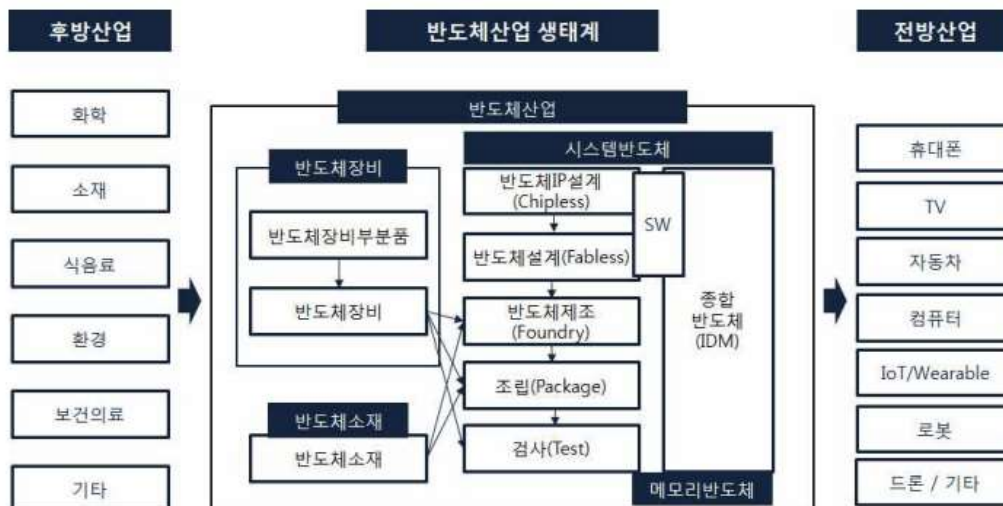 후방산업
반도체산업 생태계
전방산업
화학
소재
식음료
환경
보건의료
기타
반도체산업
반도체장비
반도체장비부분품
반도체장비
반도체소재
반도체소재
시스템반도체
반도체IP설계
(Chipless)
반도체설계(Fabless)
반도체제조
(Foundry)
조립(Package)
검사(Test)
SW
종합
반도체
(IDM)
메모리반도체
휴대폰
TV
자동차
컴퓨터
IoT/Wearable
로봇
드론 / 기타